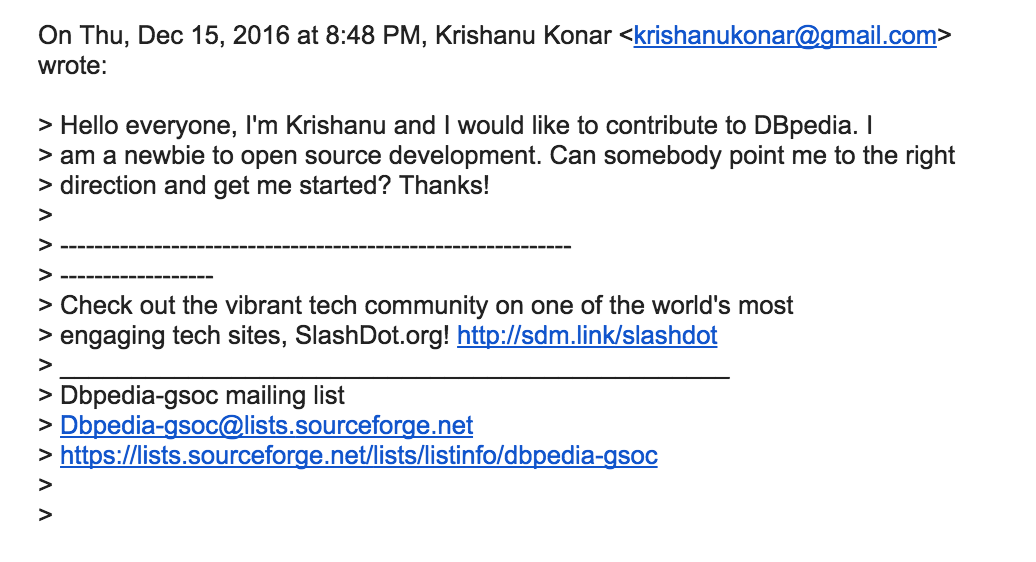 On Thu, Dec 15, 2016 at 8:48 PM, Krishanu Konar <krishanukonar@gmail.com>
wrote:
> Hello everyone, I'm Krishanu and I would like to contribute to DBpedia. I
> am a newbie to open source development. Can somebody point me to the right
> direction and get me started? Thanks!
>
> ------------------------------------------------------------
> ------------------
> Check out the vibrant tech community on one of the world's most
> engaging tech sites, SlashDot.org! http://sdm.link/slashdot
> _______________________________________________
> Dbpedia-gsoc mailing list
> Dbpedia-gsoc@lists.sourceforge.net
> https://lists.sourceforge.net/lists/listinfo/dbpedia-gsoc
>
>